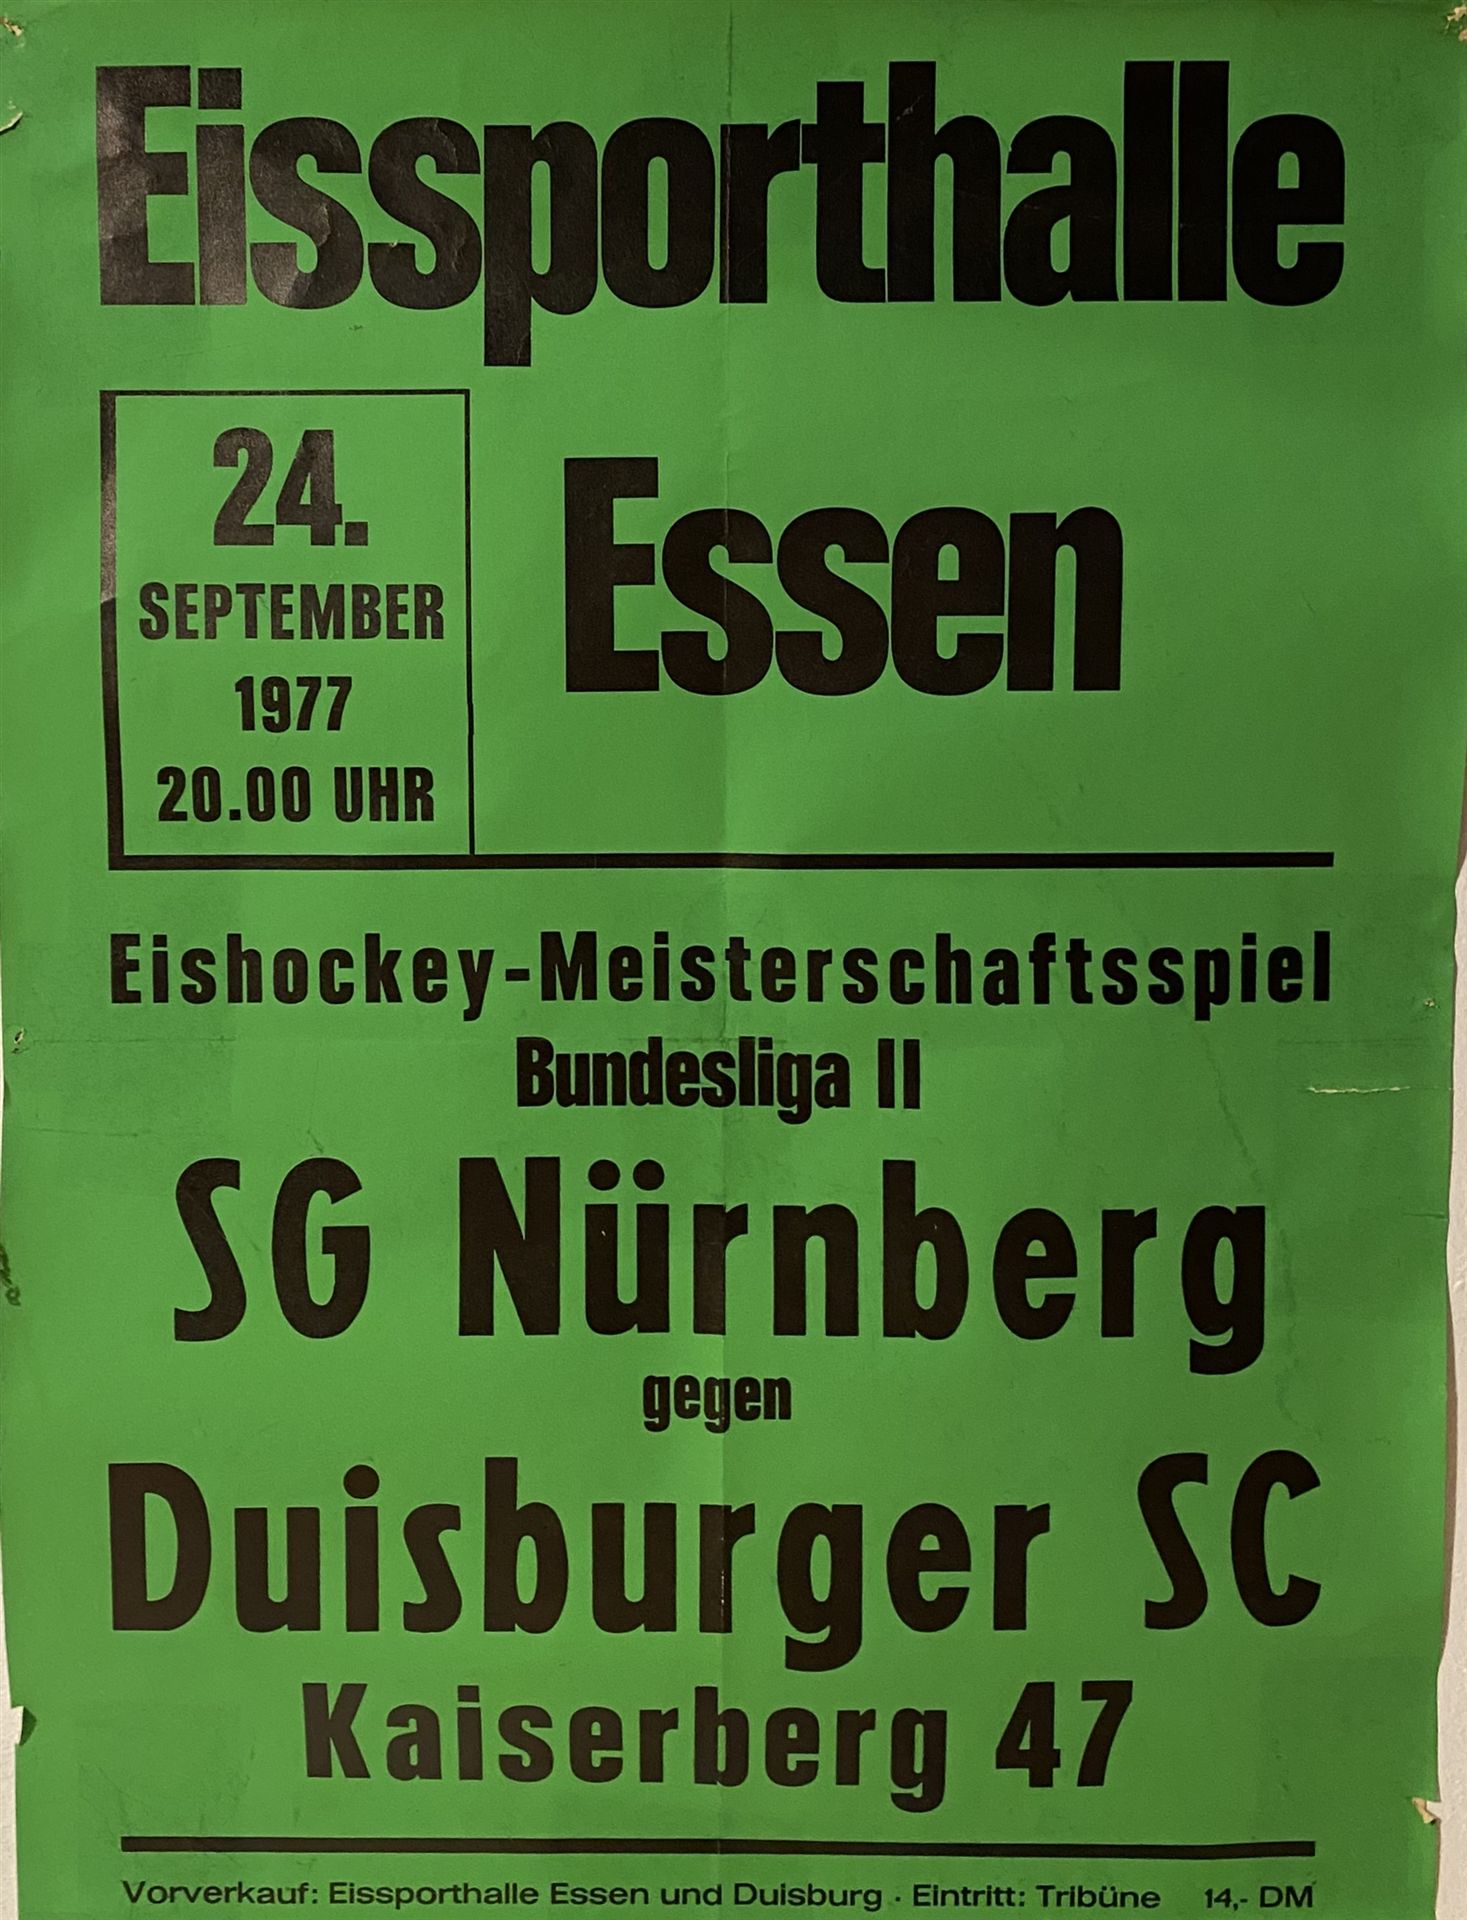 Eissporthalle
24.
SEPTEMBER
1977
20.00 UHR
Essen
Eishockey-Meisterschaftsspiel
Bundesliga II
SG Nürnberg
gegen
Duisburger SC
Kaiserberg 47
Vorverkauf: Eissporthalle Essen und Duisburg · Eintritt: Tribüne 14,- DM